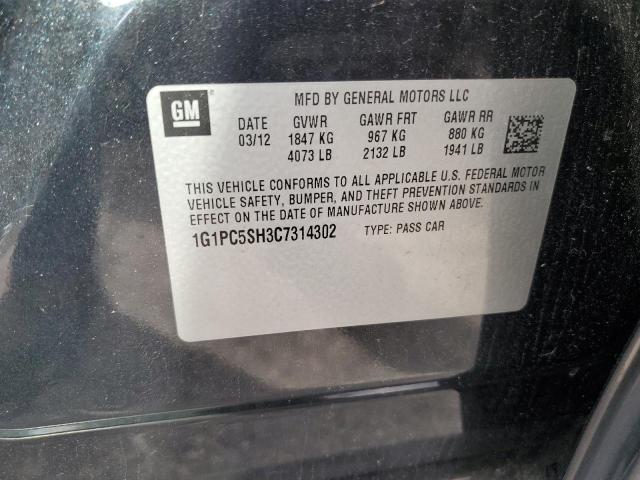 GM
MFD BY GENERAL MOTORS LLC
DATE GVWR GAWR FRT GAWR RR
03/12 1847 KG 967 KG 880 KG
4073 LB 2132 LB 1941 LB
THIS VEHICLE CONFORMS TO ALL APPLICABLE U.S. FEDERAL MOTOR
VEHICLE SAFETY, BUMPER, AND THEFT PREVENTION STANDARDS IN
EFFECT ON THE DATE OF MANUFACTURE SHOWN ABOVE.
1G1PC5SH3C7314302 TYPE: PASS CAR